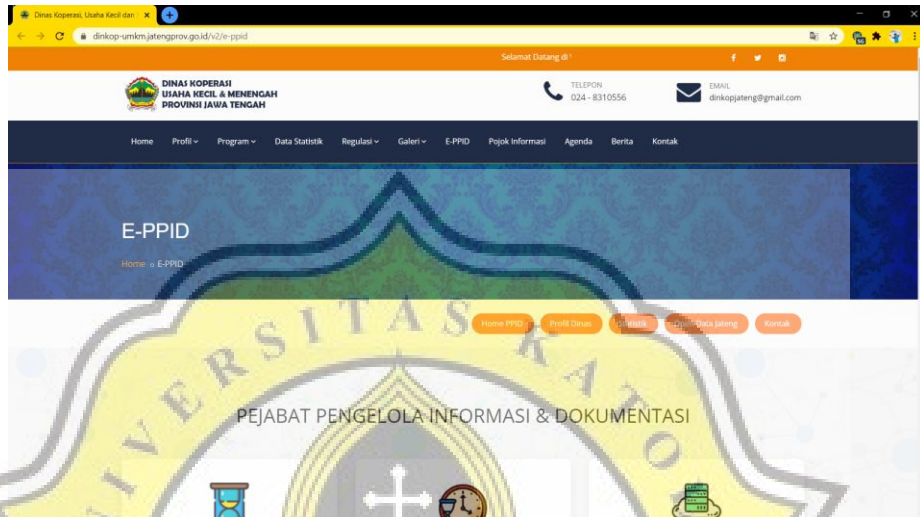 Dinas Koperasi, Usaha Kecil dan
dinkop-umkm.jatengprov.go.id/v2/e-ppid
Selamat Datang di
DINAS KOPERASI
USAHA KECIL & MENENGAH
PROVINSI JAWA TENGAH
TELEPON
024 - 8310556
EMAIL
dinkopjateng@gmail.com
Home Profil Program Data Statistik Regulasi Galeri E-PPID Pojok Informasi Agenda Berita Kontak
E-PPID
Home E-PPID
Home PPID Profil Dinas Statistik Open Data Jateng Kontak
PEJABAT PENGELOLA INFORMASI & DOKUMENTASI
UNIVERSITAS KATO